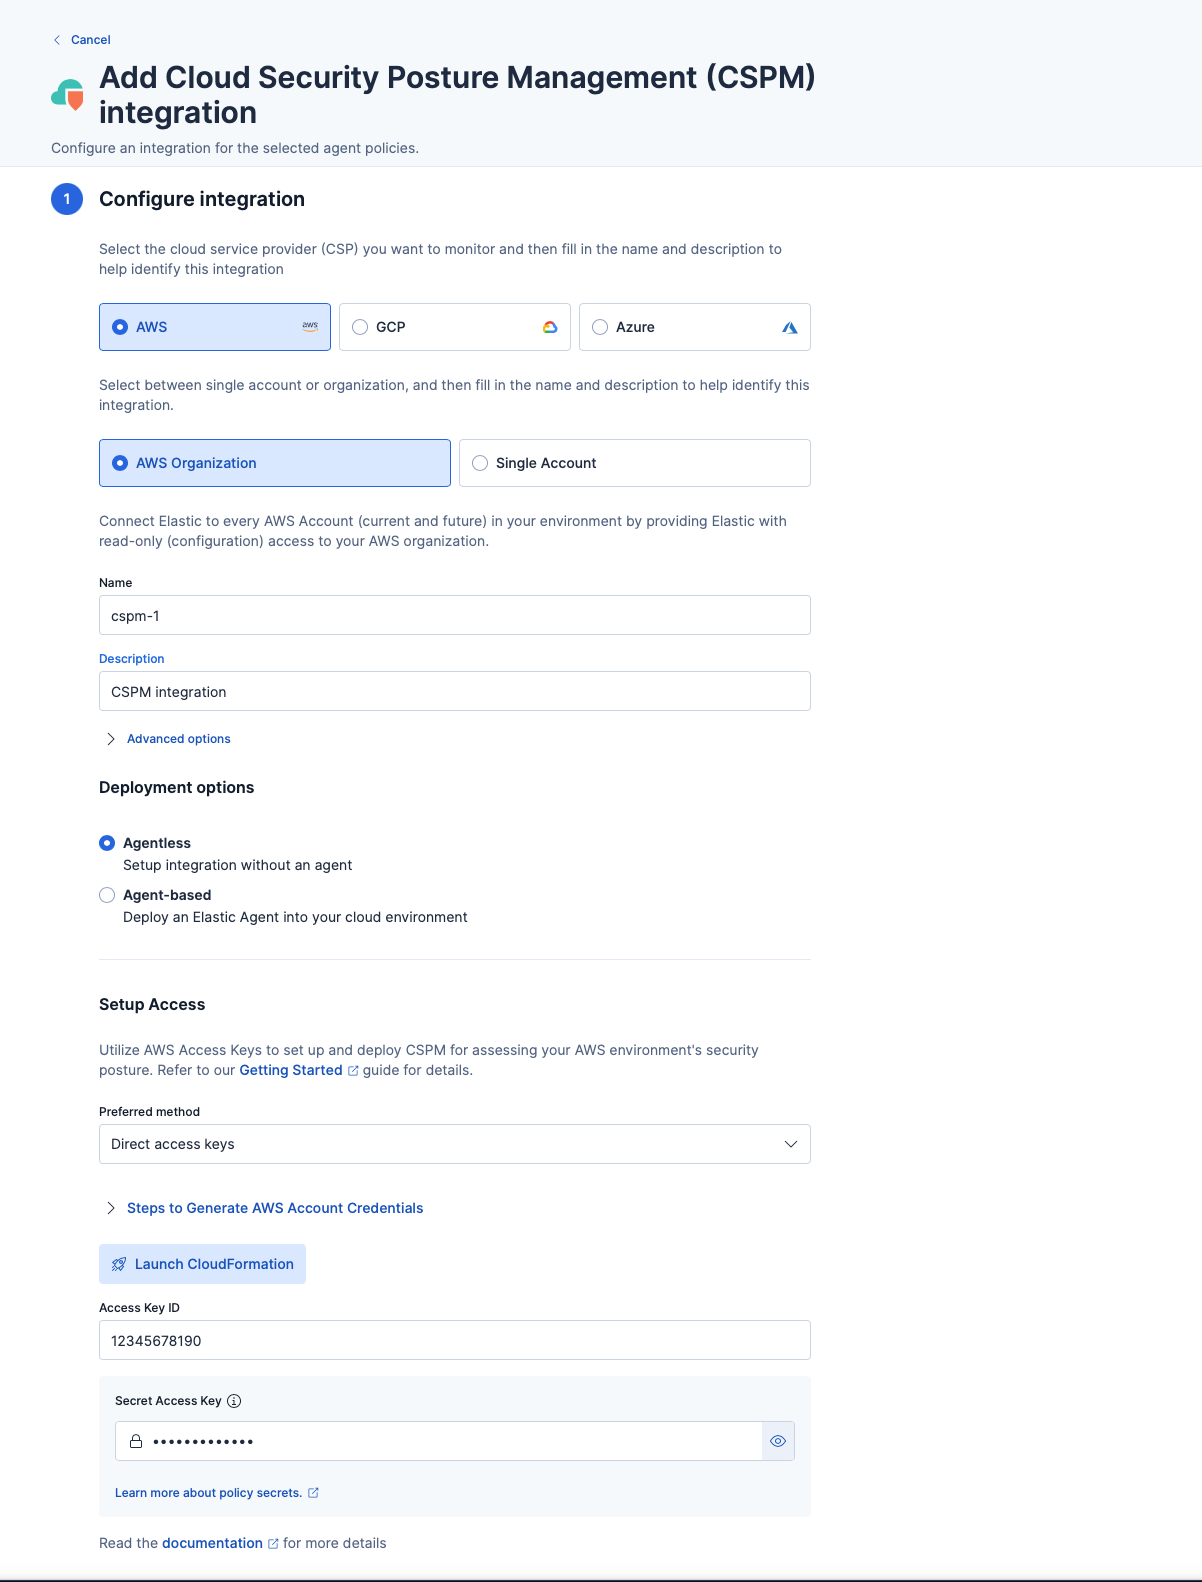 Cancel
Add Cloud Security Posture Management (CSPM)
integration
Configure an integration for the selected agent policies.
1
Configure integration
Select the cloud service provider (CSP) you want to monitor and then fill in the name and description to
help identify this integration
AWS
aws
GCP
Azure
Select between single account or organization, and then fill in the name and description to help identify this
integration.
AWS Organization
Single Account
Connect Elastic to every AWS Account (current and future) in your environment by providing Elastic with
read-only (configuration) access to your AWS organization.
Name
cspm-1
Description
CSPM integration
Advanced options
Deployment options
Agentless
Setup integration without an agent
Agent-based
Deploy an Elastic Agent into your cloud environment
Setup Access
Utilize AWS Access Keys to set up and deploy CSPM for assessing your AWS environment's security
posture. Refer to our Getting Started guide for details.
Preferred method
Direct access keys
Steps to Generate AWS Account Credentials
Launch CloudFormation
Access Key ID
12345678190
Secret Access Key
•••••••••••••
Learn more about policy secrets.
Read the documentation for more details